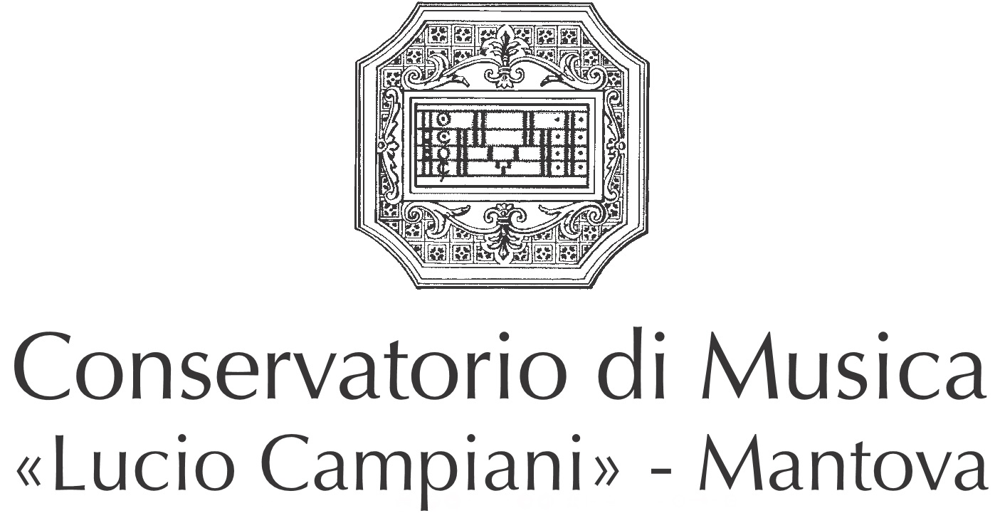 Conservatorio di Musica
«Lucio Campiani» - Mantova